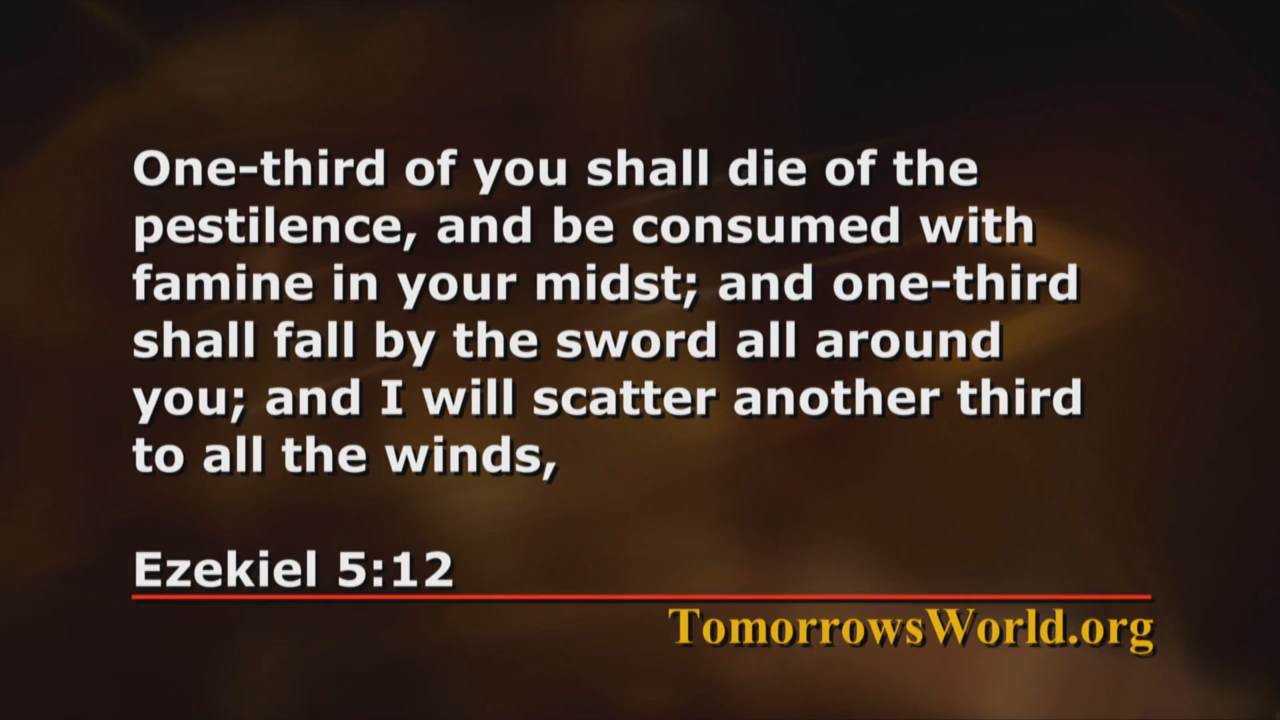 One-third of you shall die of the
pestilence, and be consumed with
famine in your midst; and one-third
shall fall by the sword all around
you; and I will scatter another third
to all the winds,
Ezekiel 5:12
TomorrowsWorld.org